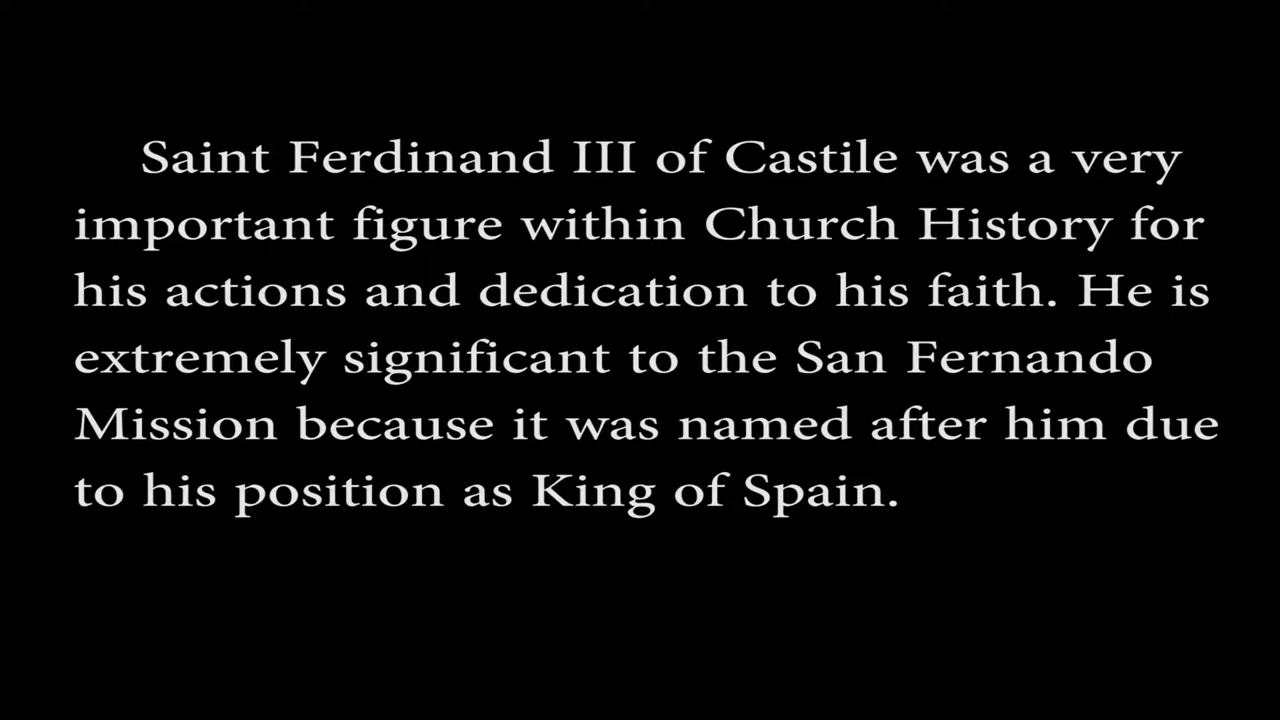 Saint Ferdinand III of Castile was a very
important figure within Church History for
his actions and dedication to his faith. He is
extremely significant to the San Fernando
Mission because it was named after him due
to his position as King of Spain.